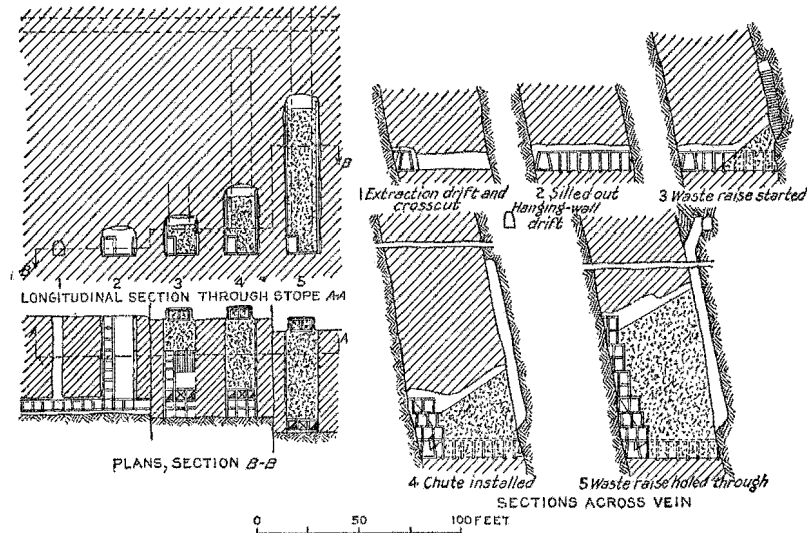 B
1 2 3 4 5
LONGITUDINAL SECTION THROUGH STOPE A-A
A
PLANS, SECTION B-B
1 Extraction drift and
crosscut
2 Silled out
3 Waste raise started
Hanging-wall
drift
4 Chute installed
5 Waste raise holed through
SECTIONS ACROSS VEIN
0 50 100 FEET